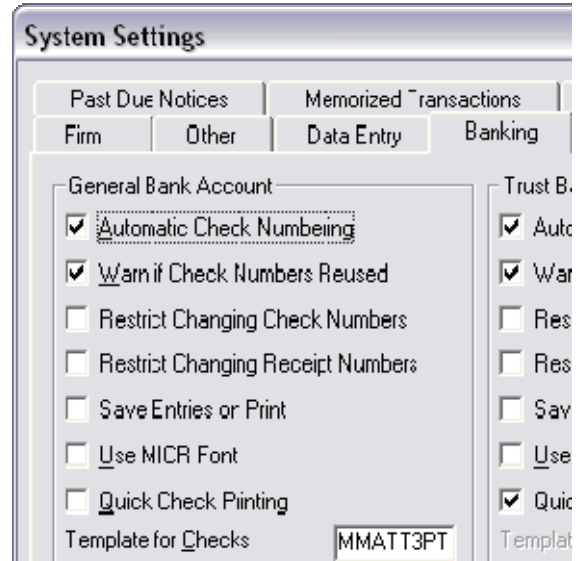 System Settings
Past Due Notices
Memorized Transactions
Firm
Other
Data Entry
Banking
General Bank Account
Automatic Check Numbering
Warn if Check Numbers Reused
Restrict Changing Check Numbers
Restrict Changing Receipt Numbers
Save Entries or Print
Use MICR Font
Quick Check Printing
Template for Checks
MMATT3PT
Trust B
Auto
War
Res
Res
Sav
Use
Quic
Templat